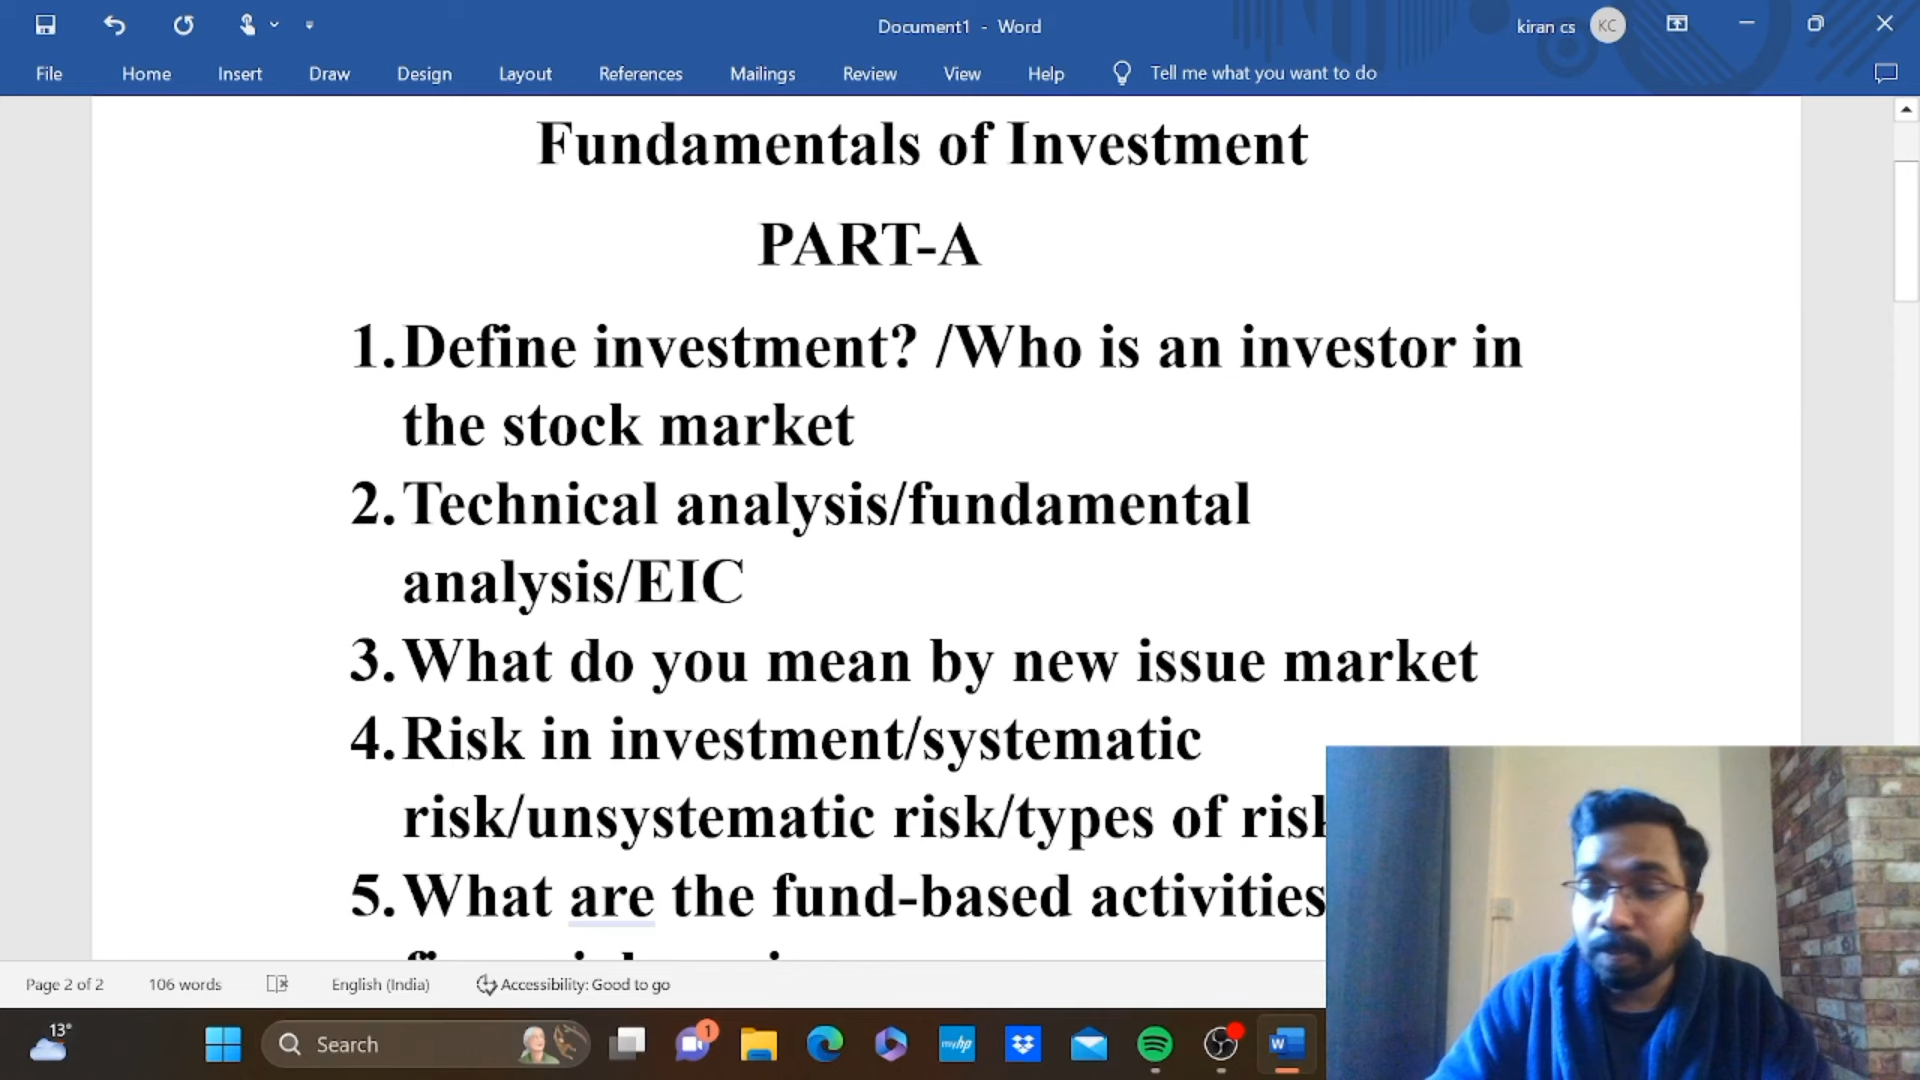 Document1 - Word
kiran cs KC
File Home Insert Draw Design Layout References Mailings Review View Help Tell me what you want to do
Fundamentals of Investment
PART-A
1.Define investment? /Who is an investor in
the stock market
2.Technical analysis/fundamental
analysis/EIC
3.What do you mean by new issue market
4.Risk in investment/systematic
risk/unsystematic risk/types of risk
5.What are the fund-based activities
Page 2 of 2 106 words English (India) Accessibility: Good to go
13° Search 1 myhp W